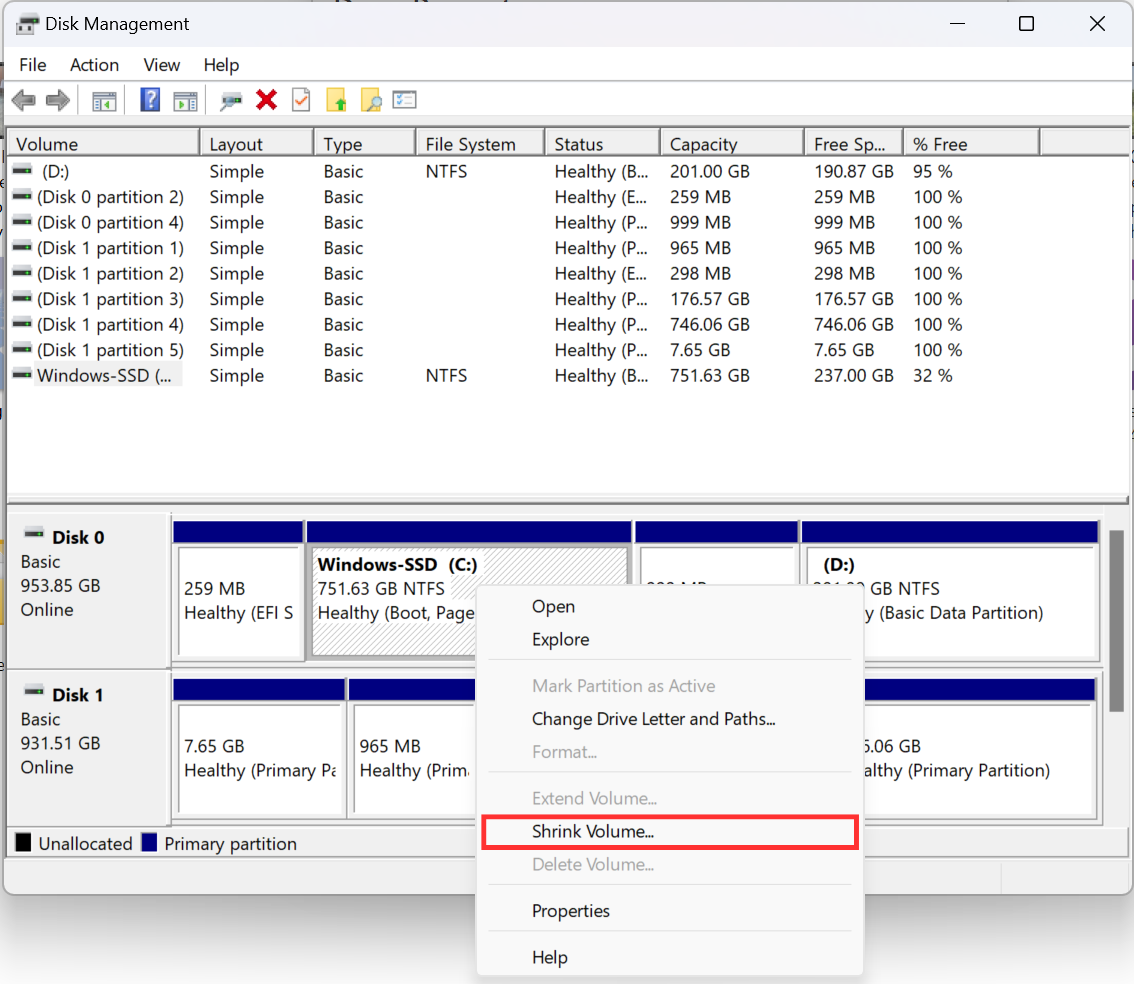 Disk Management
File Action View Help
Volume Layout Type File System Status Capacity Free Sp... % Free
(D:) Simple Basic NTFS Healthy (B... 201.00 GB 190.87 GB 95 %
(Disk 0 partition 2) Simple Basic Healthy (E... 259 MB 259 MB 100 %
(Disk 0 partition 4) Simple Basic Healthy (P... 999 MB 999 MB 100 %
(Disk 1 partition 1) Simple Basic Healthy (P... 965 MB 965 MB 100 %
(Disk 1 partition 2) Simple Basic Healthy (E... 298 MB 298 MB 100 %
(Disk 1 partition 3) Simple Basic Healthy (P... 176.57 GB 176.57 GB 100 %
(Disk 1 partition 4) Simple Basic Healthy (P... 746.06 GB 746.06 GB 100 %
(Disk 1 partition 5) Simple Basic Healthy (P... 7.65 GB 7.65 GB 100 %
Windows-SSD (... Simple Basic NTFS Healthy (B... 751.63 GB 237.00 GB 32 %
Disk 0
Basic
953.85 GB
Online
259 MB
Healthy (EFI S
Windows-SSD (C:)
751.63 GB NTFS
Healthy (Boot, Page
(D:)
GB NTFS
(Basic Data Partition)
Disk 1
Basic
931.51 GB
Online
7.65 GB
Healthy (Primary Pa
965 MB
Healthy (Prim
6.06 GB
althy (Primary Partition)
Unallocated Primary partition
Open
Explore
Mark Partition as Active
Change Drive Letter and Paths...
Format...
Extend Volume...
Shrink Volume...
Delete Volume...
Properties
Help